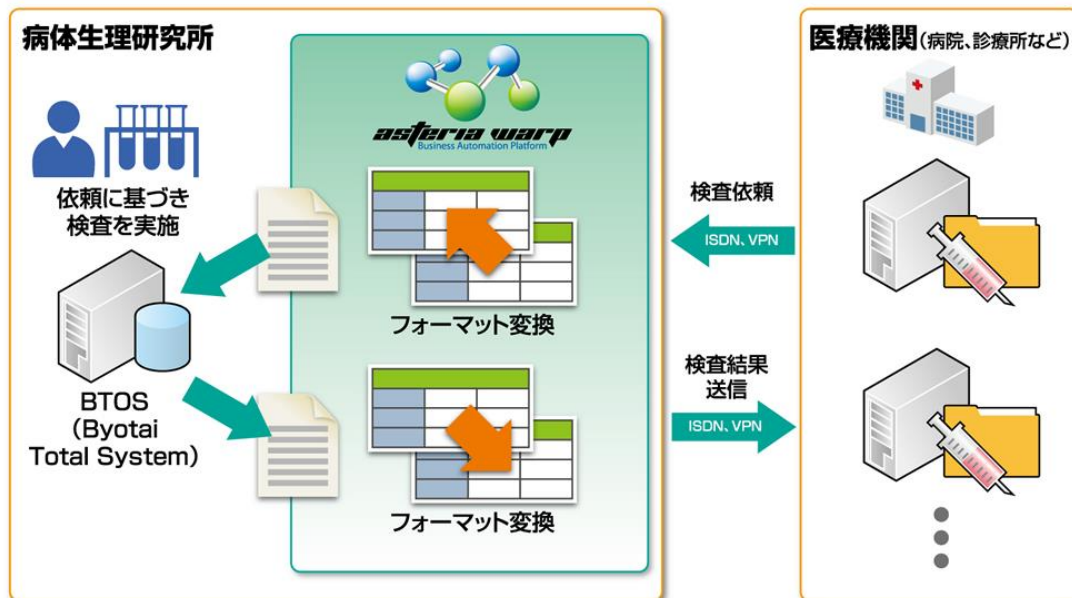 病体生理研究所
asteria warp
Business Automation Platform
依頼に基づき
検査を実施
BTOS
(Byotai
Total System)
フォーマット変換
フォーマット変換
検査依頼
ISDN、VPN
検査結果
送信
ISDN、VPN
医療機関(病院、診療所など)